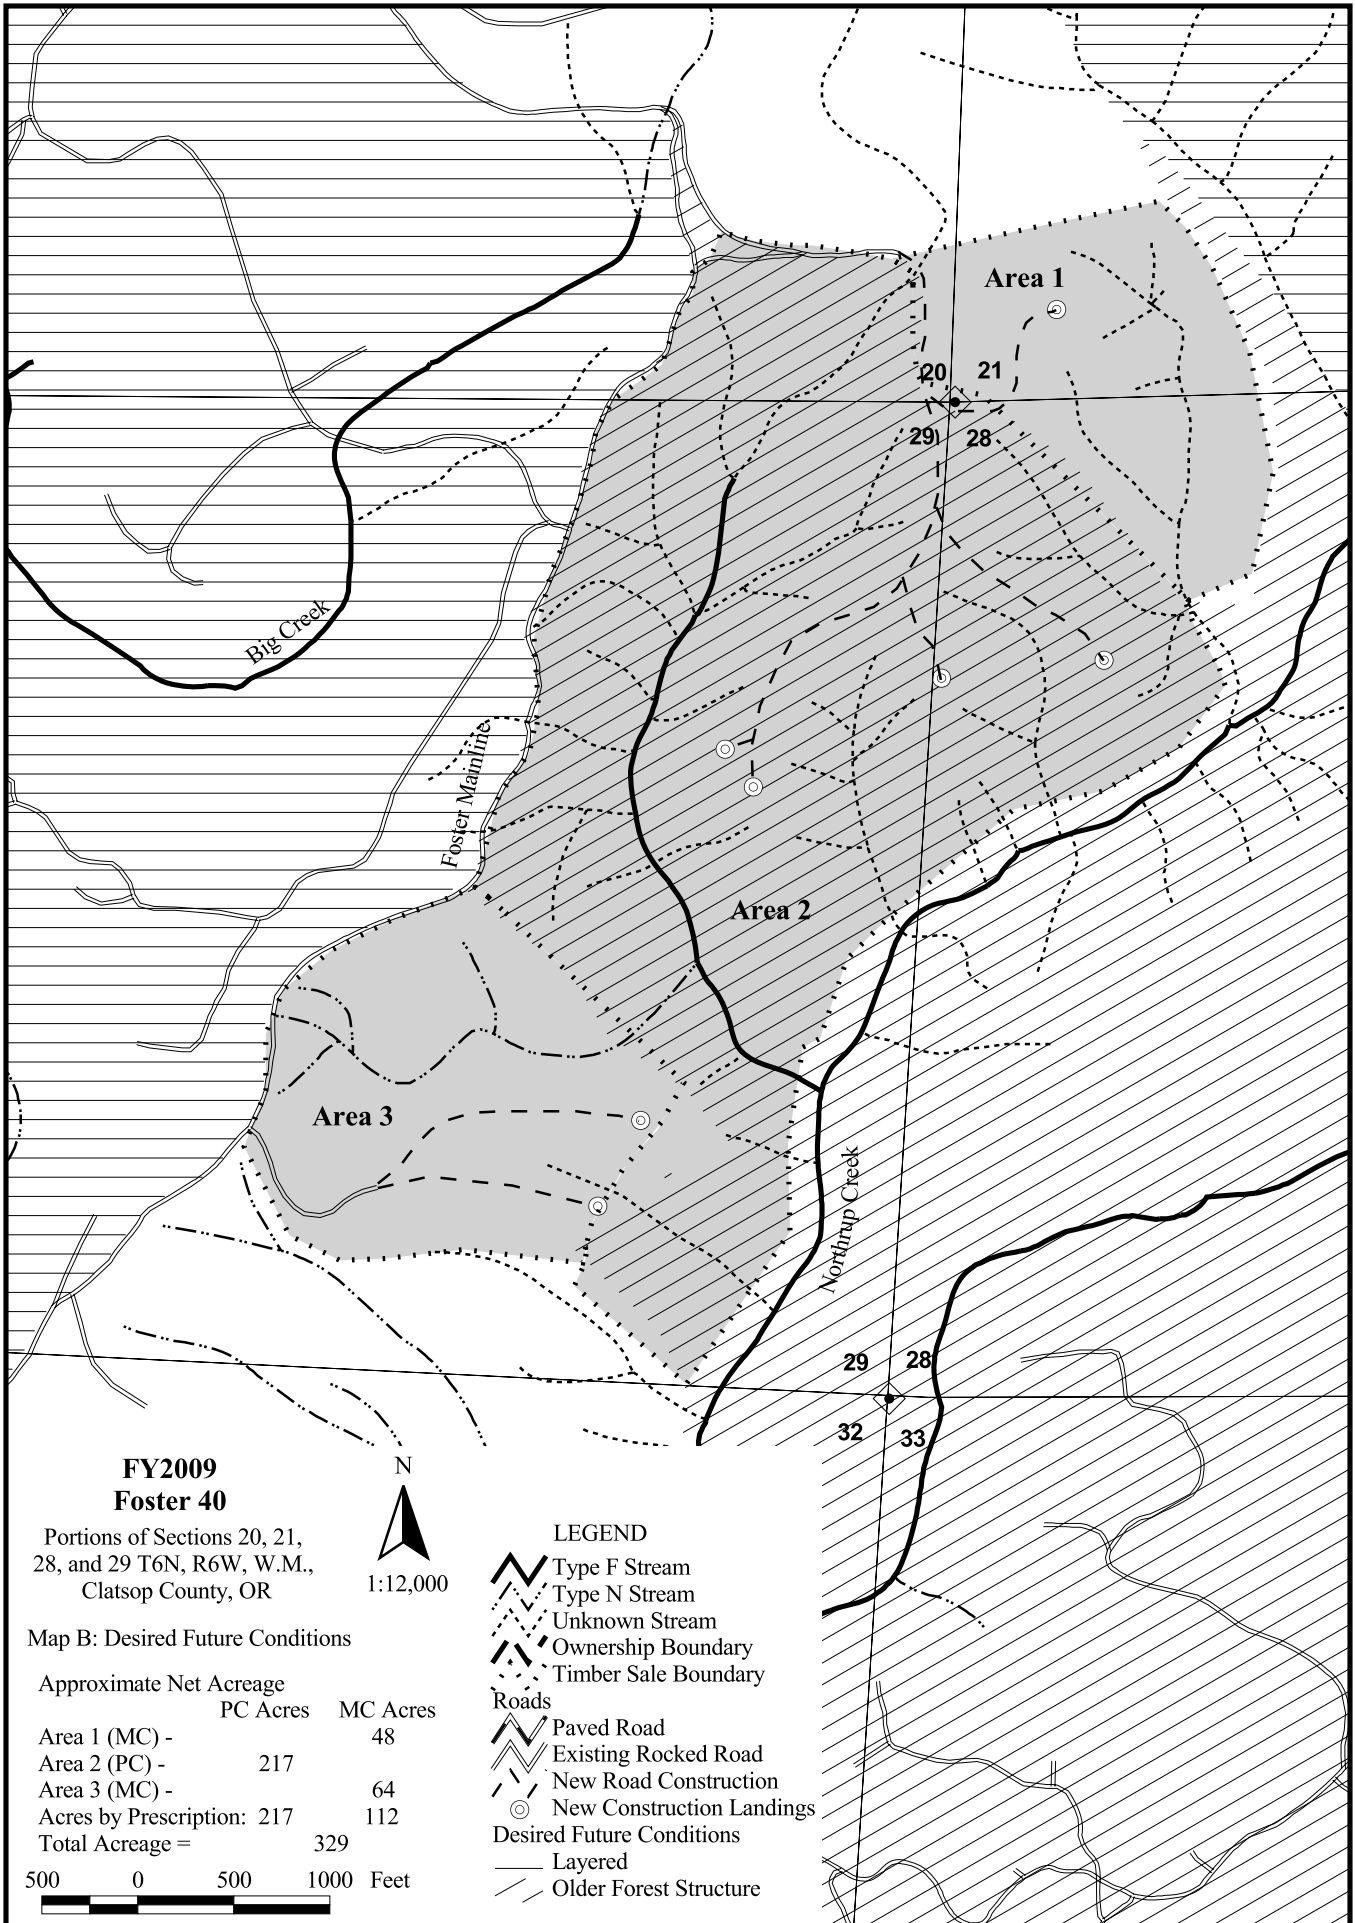 Area 1
20
21
29
28
Big Creek
Foster Mainline
Area 2
Area 3
Northrup Creek
29
28
32
33
FY2009
Foster 40
Portions of Sections 20, 21,
28, and 29 T6N, R6W, W.M.,
Clatsop County, OR
N
1:12,000
Map B: Desired Future Conditions
Approximate Net Acreage
PC Acres MC Acres
Area 1 (MC) - 48
Area 2 (PC) - 217
Area 3 (MC) - 64
Acres by Prescription: 217 112
Total Acreage = 329
500 0 500 1000 Feet
LEGEND
Type F Stream
Type N Stream
Unknown Stream
Ownership Boundary
Timber Sale Boundary
Roads
Paved Road
Existing Rocked Road
New Road Construction
New Construction Landings
Desired Future Conditions
Layered
Older Forest Structure